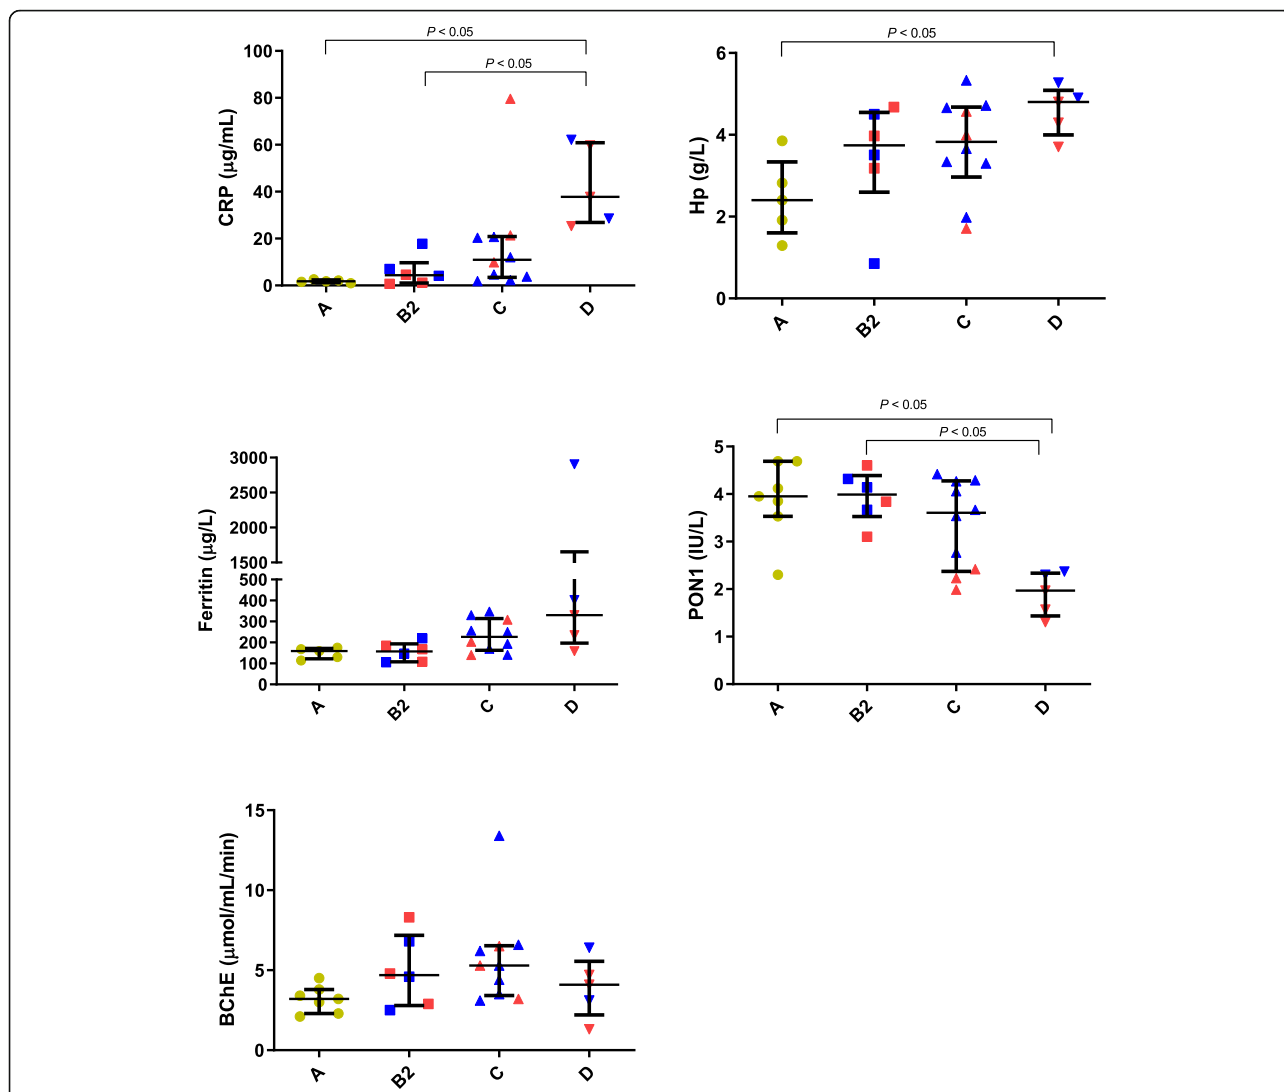 P < 0.05
P < 0.05
CRP (µg/mL)
100
80
60
40
20
0
A
B2
C
D
P < 0.05
Hp (g/L)
6
4
2
0
A
B2
C
D
Ferritin (µg/L)
3000
2500
2000
1500
500
400
300
200
100
0
A
B2
C
D
P < 0.05
P < 0.05
PON1 (IU/L)
5
4
3
2
1
0
A
B2
C
D
BChE (µmol/mL/min)
15
10
5
0
A
B2
C
D